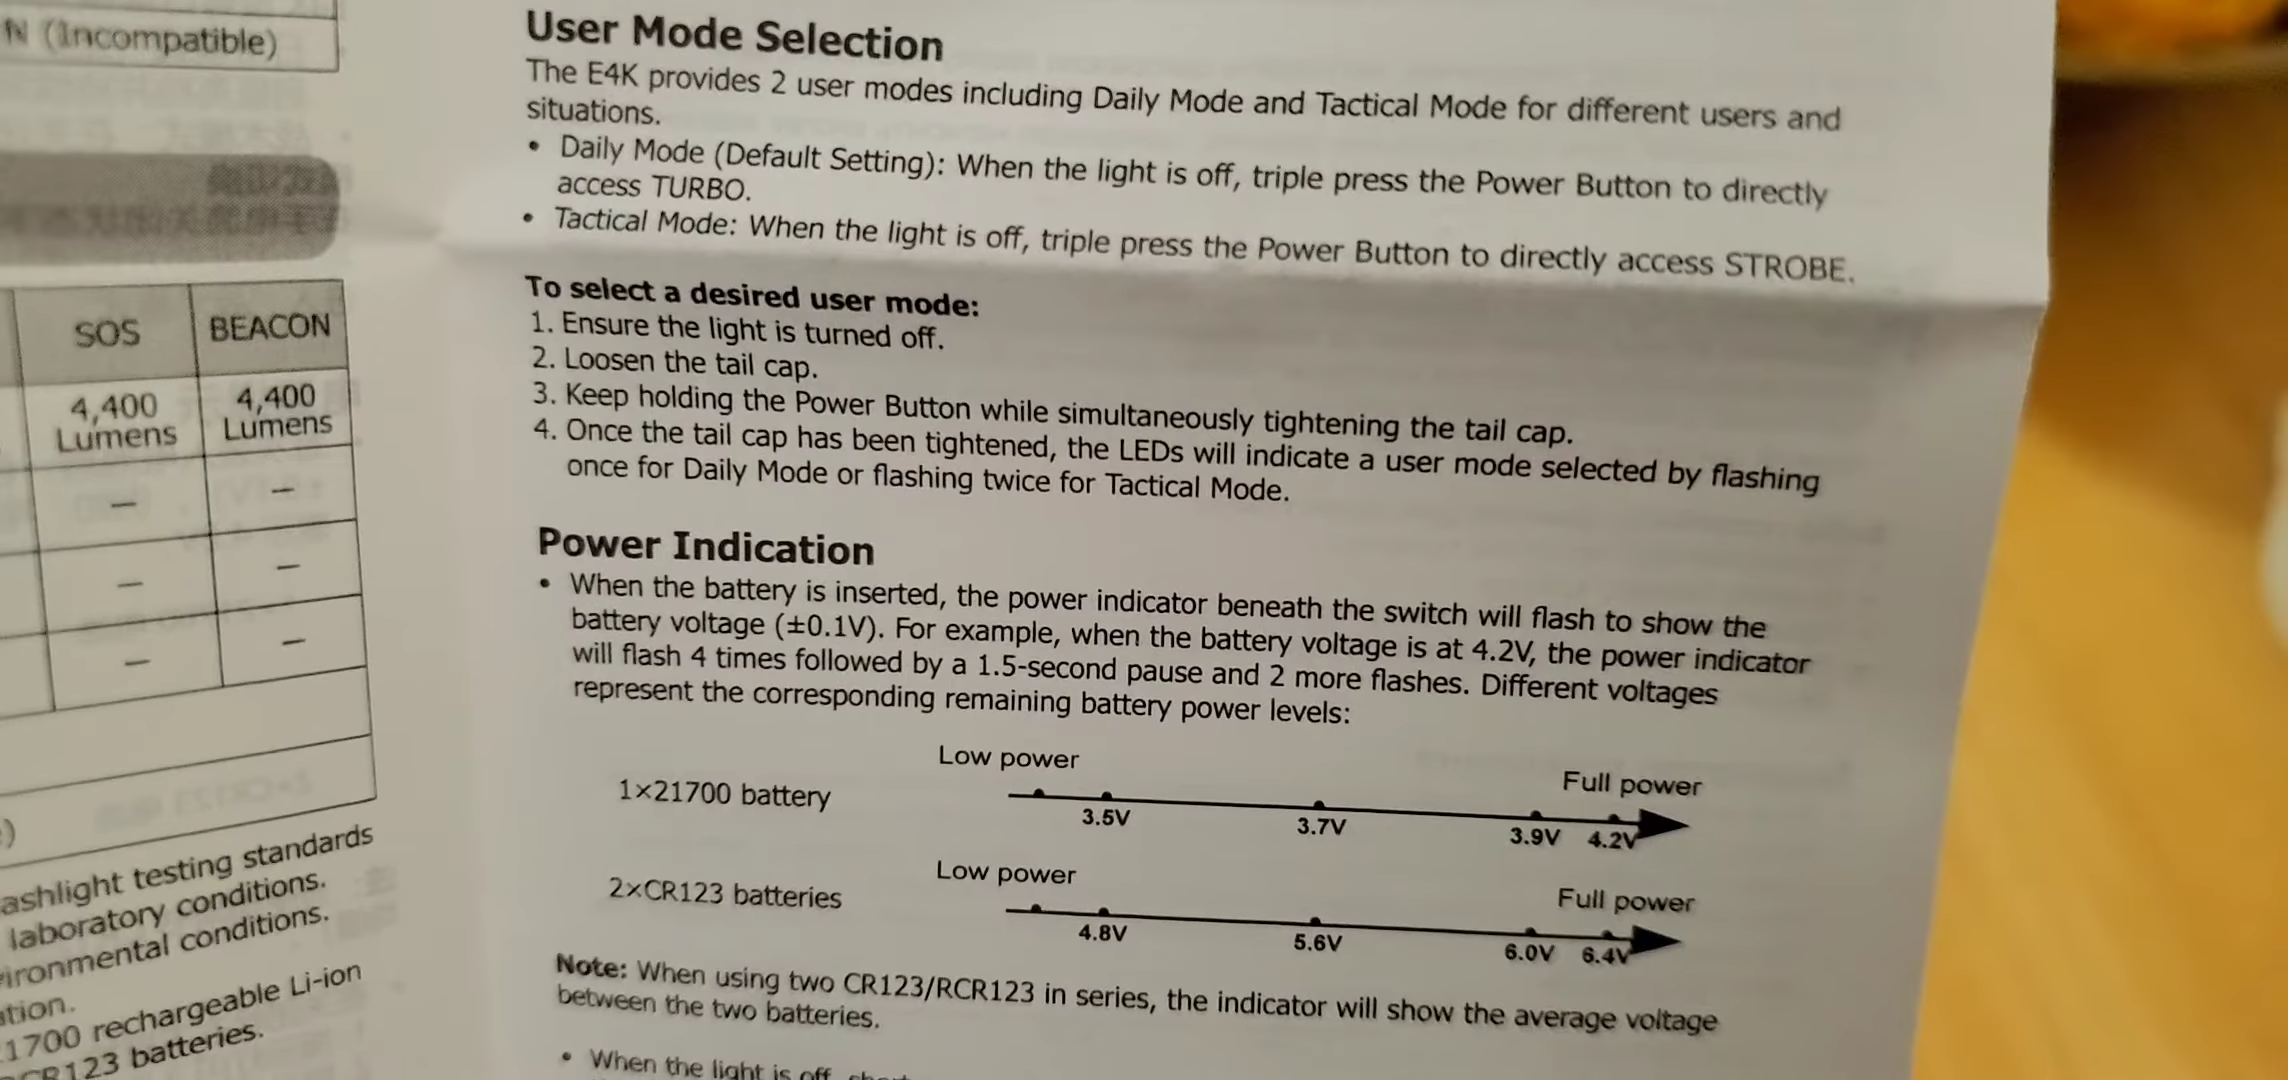 N (Incompatible)
SOS
BEACON
4,400
Lumens
4,400
Lumens
—
—
—
—
—
—
ashlight testing standards
laboratory conditions.
ironmental conditions.
1700 rechargeable Li-ion
CR123 batteries.
User Mode Selection
The E4K provides 2 user modes including Daily Mode and Tactical Mode for different users and
situations.
• Daily Mode (Default Setting): When the light is off, triple press the Power Button to directly
access TURBO.
• Tactical Mode: When the light is off, triple press the Power Button to directly access STROBE.
To select a desired user mode:
1. Ensure the light is turned off.
2. Loosen the tail cap.
3. Keep holding the Power Button while simultaneously tightening the tail cap.
4. Once the tail cap has been tightened, the LEDs will indicate a user mode selected by flashing
once for Daily Mode or flashing twice for Tactical Mode.
Power Indication
• When the battery is inserted, the power indicator beneath the switch will flash to show the
battery voltage (±0.1V). For example, when the battery voltage is at 4.2V, the power indicator
will flash 4 times followed by a 1.5-second pause and 2 more flashes. Different voltages
represent the corresponding remaining battery power levels:
Low power
Full power
1×21700 battery
3.5V
3.7V
3.9V
4.2V
Low power
Full power
2×CR123 batteries
4.8V
5.6V
6.0V
6.4V
Note: When using two CR123/RCR123 in series, the indicator will show the average voltage
between the two batteries.
• When the light is off,